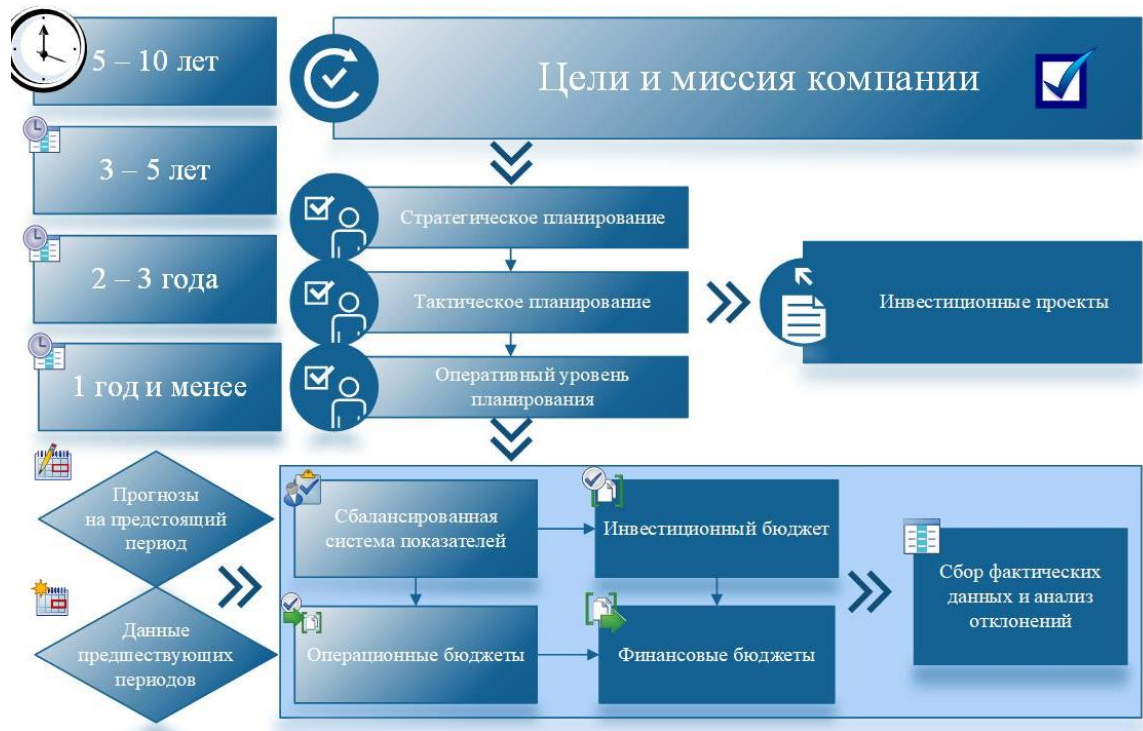 5 – 10 лет
Цели и миссия компании
3 – 5 лет
Стратегическое планирование
2 – 3 года
Тактическое планирование
Инвестиционные проекты
1 год и менее
Оперативный уровень
планирования
Прогнозы
на предстоящий
период
Сбалансированная
система показателей
Инвестиционный бюджет
Сбор фактических
данных и анализ
отклонений
Данные
предшествующих
периодов
Операционные бюджеты
Финансовые бюджеты